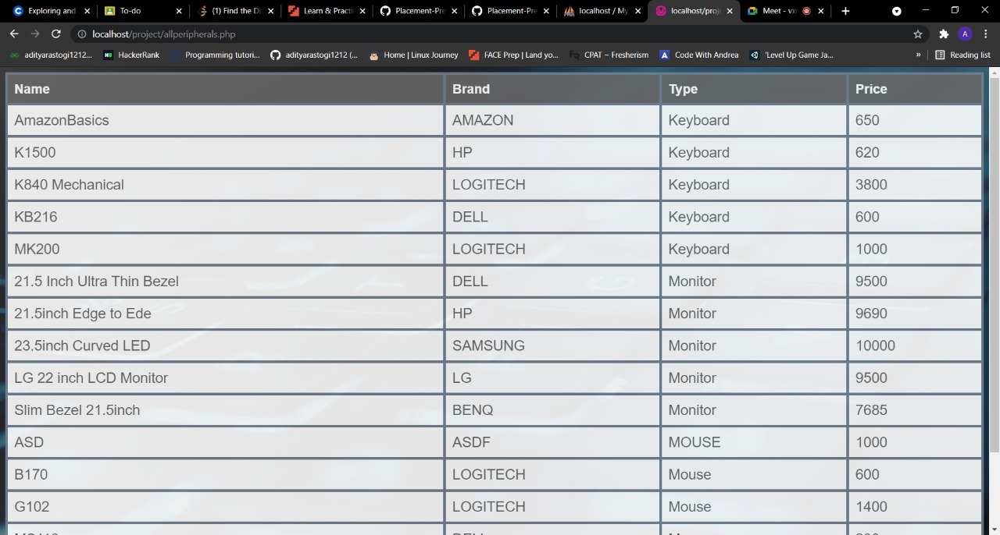 Exploring and
To-do
(1) Find the Di
Learn & Practi
Placement-Pre
Placement-Pre
localhost / My
localhost/proj
Meet - vxr
localhost/project/allperipherals.php
A
adityarastogi1212...
HackerRank
Programming tutori...
adityarastogi1212 (...
Home | Linux Journey
FACE Prep | Land yo...
CPAT – Fresherism
Code With Andrea
'Level Up Game Ja...
»
Reading list
Name Brand Type Price
AmazonBasics AMAZON Keyboard 650
K1500 HP Keyboard 620
K840 Mechanical LOGITECH Keyboard 3800
KB216 DELL Keyboard 600
MK200 LOGITECH Keyboard 1000
21.5 Inch Ultra Thin Bezel DELL Monitor 9500
21.5inch Edge to Ede HP Monitor 9690
23.5inch Curved LED SAMSUNG Monitor 10000
LG 22 inch LCD Monitor LG Monitor 9500
Slim Bezel 21.5inch BENQ Monitor 7685
ASD ASDF MOUSE 1000
B170 LOGITECH Mouse 600
G102 LOGITECH Mouse 1400